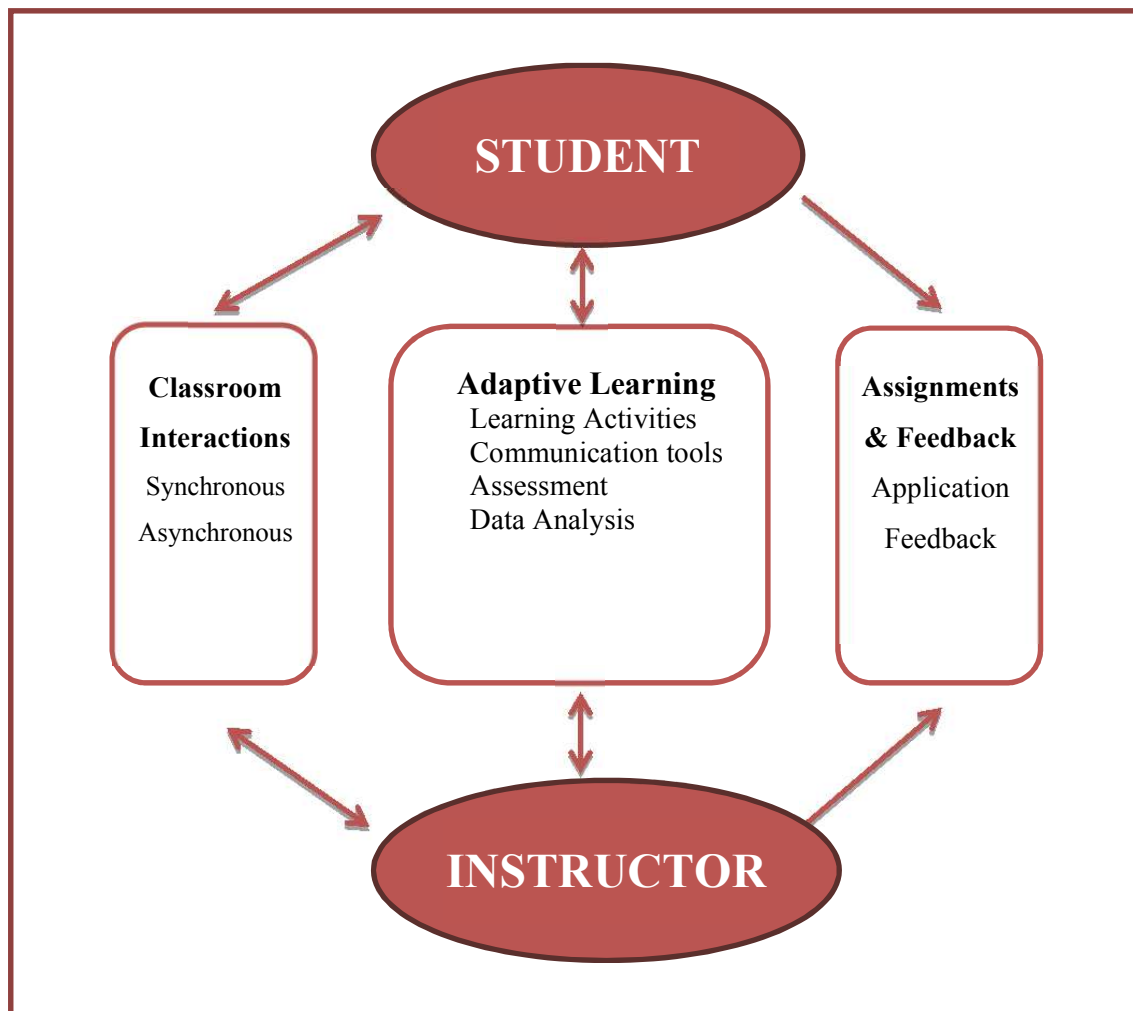 STUDENT
Classroom
Interactions
Synchronous
Asynchronous
Adaptive Learning
Learning Activities
Communication tools
Assessment
Data Analysis
Assignments
& Feedback
Application
Feedback
INSTRUCTOR